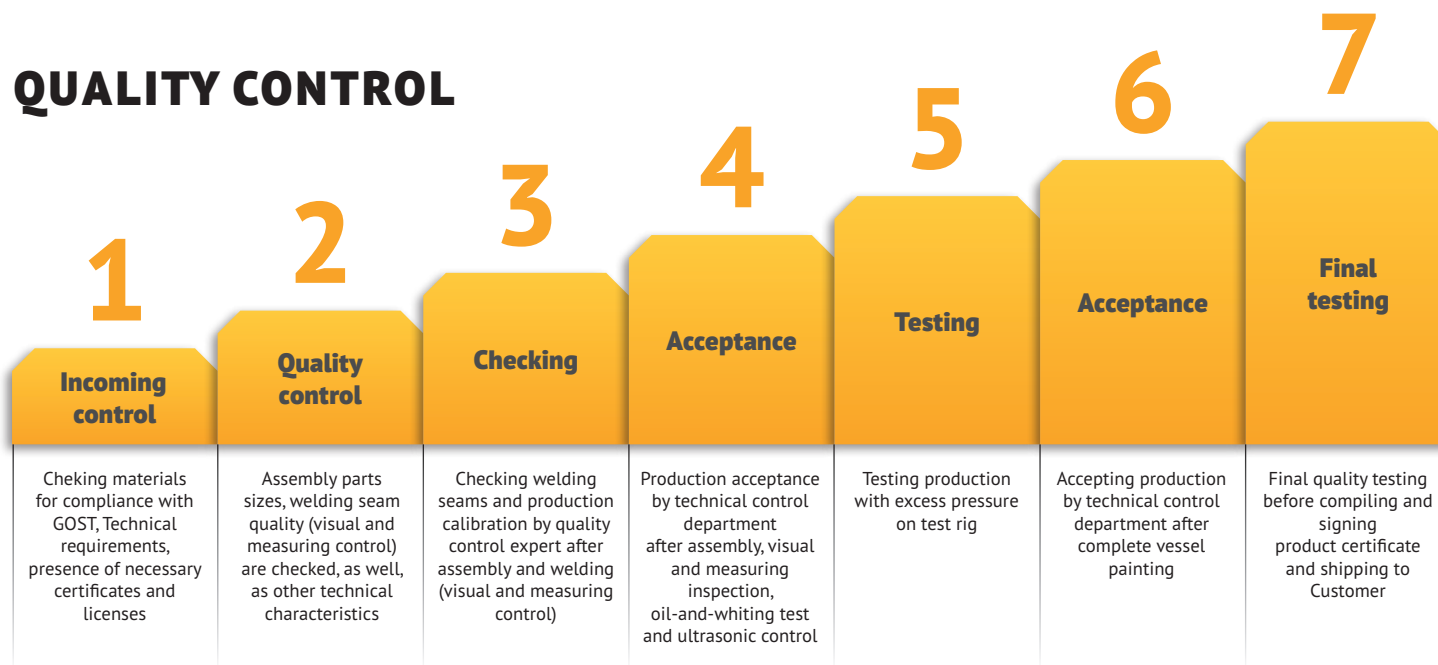 QUALITY CONTROL
1
Incoming
control
Cheking materials
for compliance with
GOST, Technical
requirements,
presence of necessary
certificates and
licenses
2
Quality
control
Assembly parts
sizes, welding seam
quality (visual and
measuring control)
are checked, as well,
as other technical
characteristics
3
Checking
Checking welding
seams and production
calibration by quality
control expert after
assembly and welding
(visual and measuring
control)
4
Acceptance
Production acceptance
by technical control
department
after assembly, visual
and measuring
inspection,
oil-and-whiting test
and ultrasonic control
5
Testing
Testing production
with excess pressure
on test rig
6
Acceptance
Accepting production
by technical control
department after
complete vessel
painting
7
Final
testing
Final quality testing
before compiling and
signing
product certificate
and shipping to
Customer